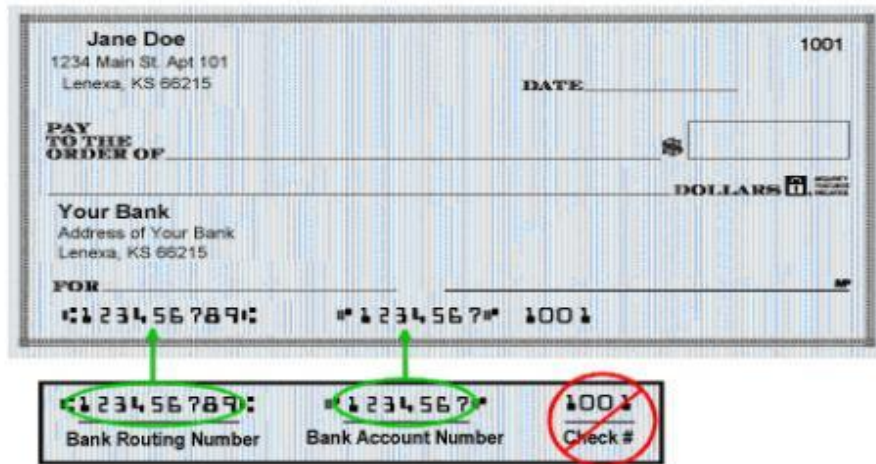 Jane Doe
1001
1234 Main St. Apt 101
Lenexa, KS 66215
DATE
PAY
TO THE
ORDER OF
$
DOLLARS
Your Bank
Address of Your Bank
Lenexa, KS 66215
FOR
MP
⑆123456789⑆ ⑈1234567⑈ 1001
⑆123456789⑆ ⑈1234567⑈ 1001
Bank Routing Number Bank Account Number Check #